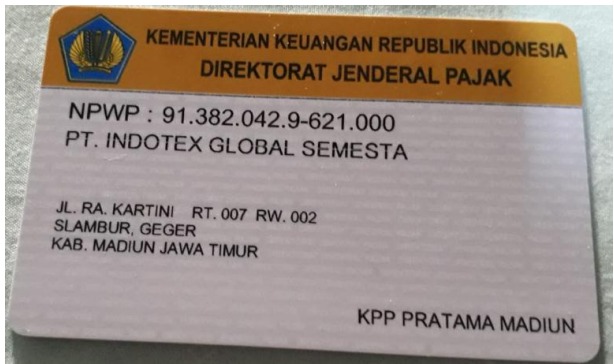 KEMENTERIAN KEUANGAN REPUBLIK INDONESIA
DIREKTORAT JENDERAL PAJAK
NPWP : 91.382.042.9-621.000
PT. INDOTEX GLOBAL SEMESTA
JL. RA. KARTINI RT. 007 RW. 002
SLAMBUR, GEGER
KAB. MADIUN JAWA TIMUR
KPP PRATAMA MADIUN